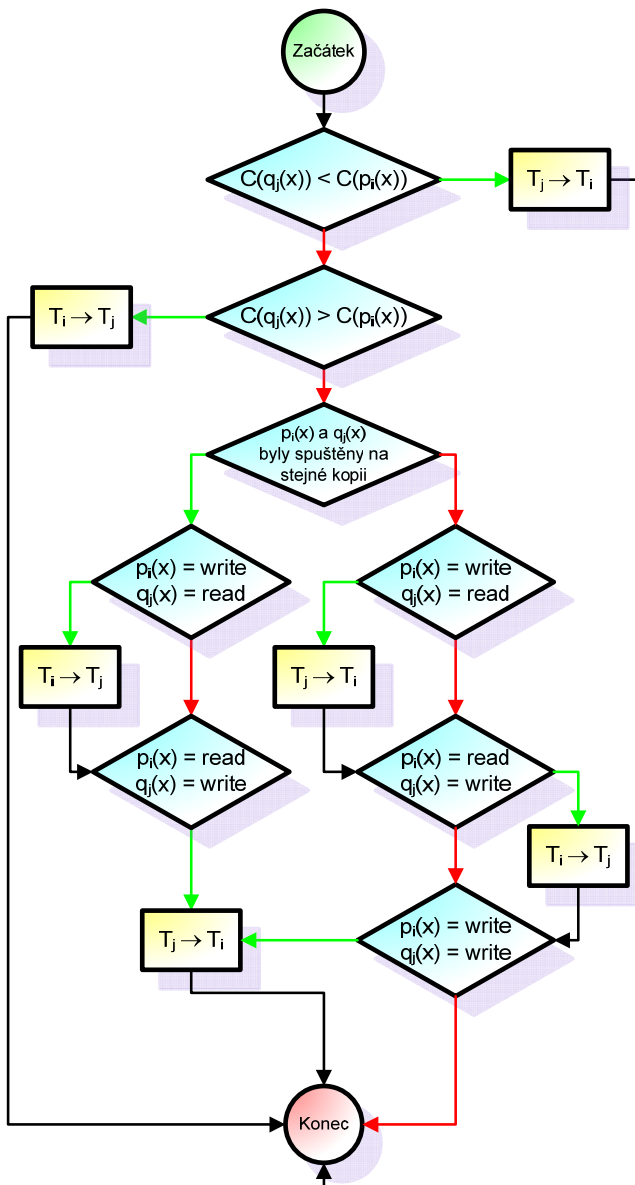 Začátek
C(qⱼ(x)) < C(pᵢ(x))
Tⱼ → Tᵢ
C(qⱼ(x)) > C(pᵢ(x))
Tᵢ → Tⱼ
pᵢ(x) a qⱼ(x)
byly spuštěny na
stejné kopii
pᵢ(x) = write
qⱼ(x) = read
pᵢ(x) = write
qⱼ(x) = read
Tᵢ → Tⱼ
Tⱼ → Tᵢ
pᵢ(x) = read
qⱼ(x) = write
pᵢ(x) = read
qⱼ(x) = write
Tᵢ → Tⱼ
Tⱼ → Tᵢ
pᵢ(x) = write
qⱼ(x) = write
Konec